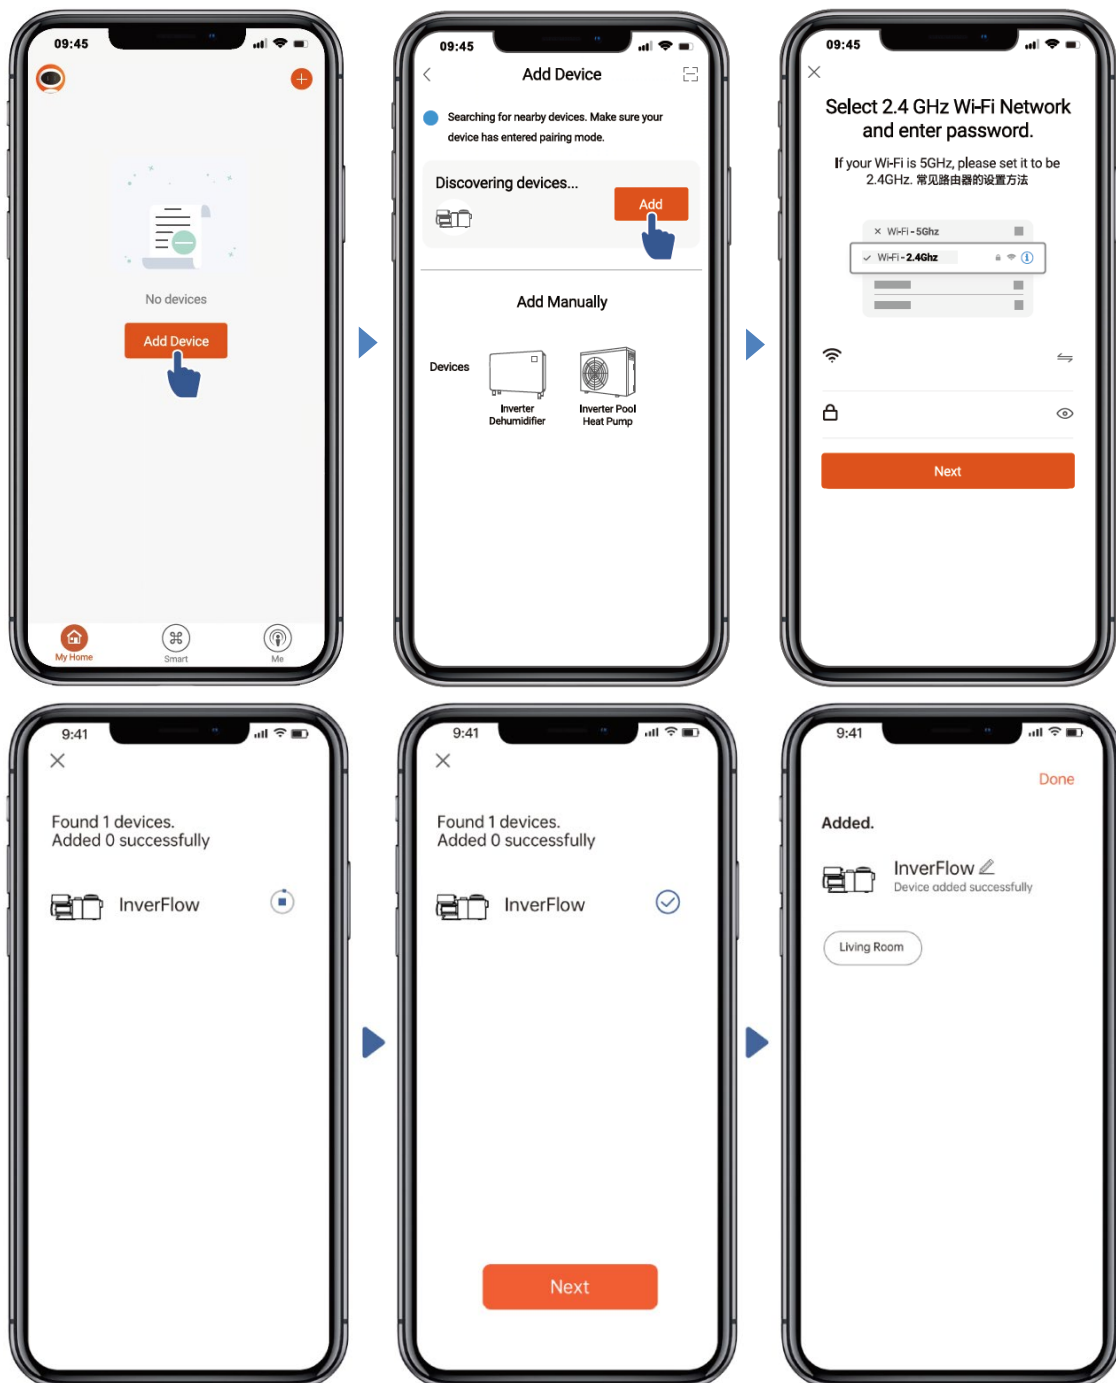 09:45
No devices
Add Device
My Home
Smart
Me
09:45
Add Device
Searching for nearby devices. Make sure your
device has entered pairing mode.
Discovering devices...
Add
Add Manually
Devices
Inverter
Dehumidifier
Inverter Pool
Heat Pump
09:45
Select 2.4 GHz Wi-Fi Network
and enter password.
If your Wi-Fi is 5GHz, please set it to be
2.4GHz. 常见路由器的设置方法
Wi-Fi - 5Ghz
Wi-Fi - 2.4Ghz
Next
9:41
Found 1 devices.
Added 0 successfully
InverFlow
9:41
Found 1 devices.
Added 0 successfully
InverFlow
Next
9:41
Done
Added.
InverFlow
Device added successfully
Living Room